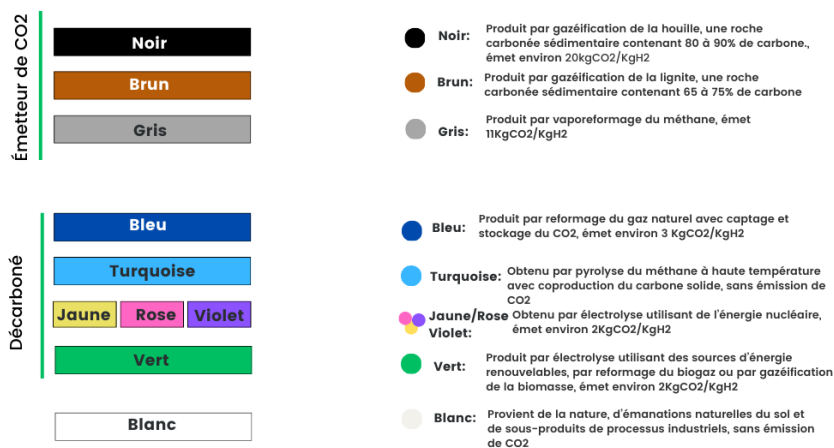 Émetteur de CO2
Noir
Brun
Gris
Noir:
Produit par gazéification de la houille, une roche
carbonée sédimentaire contenant 80 à 90% de carbone.,
émet environ 20kgCO2/KgH2
Brun:
Produit par gazéification de la lignite, une roche
carbonée sédimentaire contenant 65 à 75% de carbone
Gris:
Produit par vaporeformage du méthane, émet
11KgCO2/KgH2
Décarboné
Bleu
Turquoise
Jaune
Rose
Violet
Vert
Blanc
Bleu:
Produit par reformage du gaz naturel avec captage et
stockage du CO2, émet environ 3 KgCO2/KgH2
Turquoise:
Obtenu par pyrolyse du méthane à haute température
avec coproduction du carbone solide, sans émission de
CO2
Jaune/Rose
Violet:
Obtenu par électrolyse utilisant de l'énergie nucléaire,
émet environ 2KgCO2/KgH2
Vert:
Produit par électrolyse utilisant des sources d'énergie
renouvelables, par reformage du biogaz ou par gazéification
de la biomasse, émet environ 2KgCO2/KgH2
Blanc:
Provient de la nature, d'émanations naturelles du sol et
de sous-produits de processus industriels, sans émission
de CO2